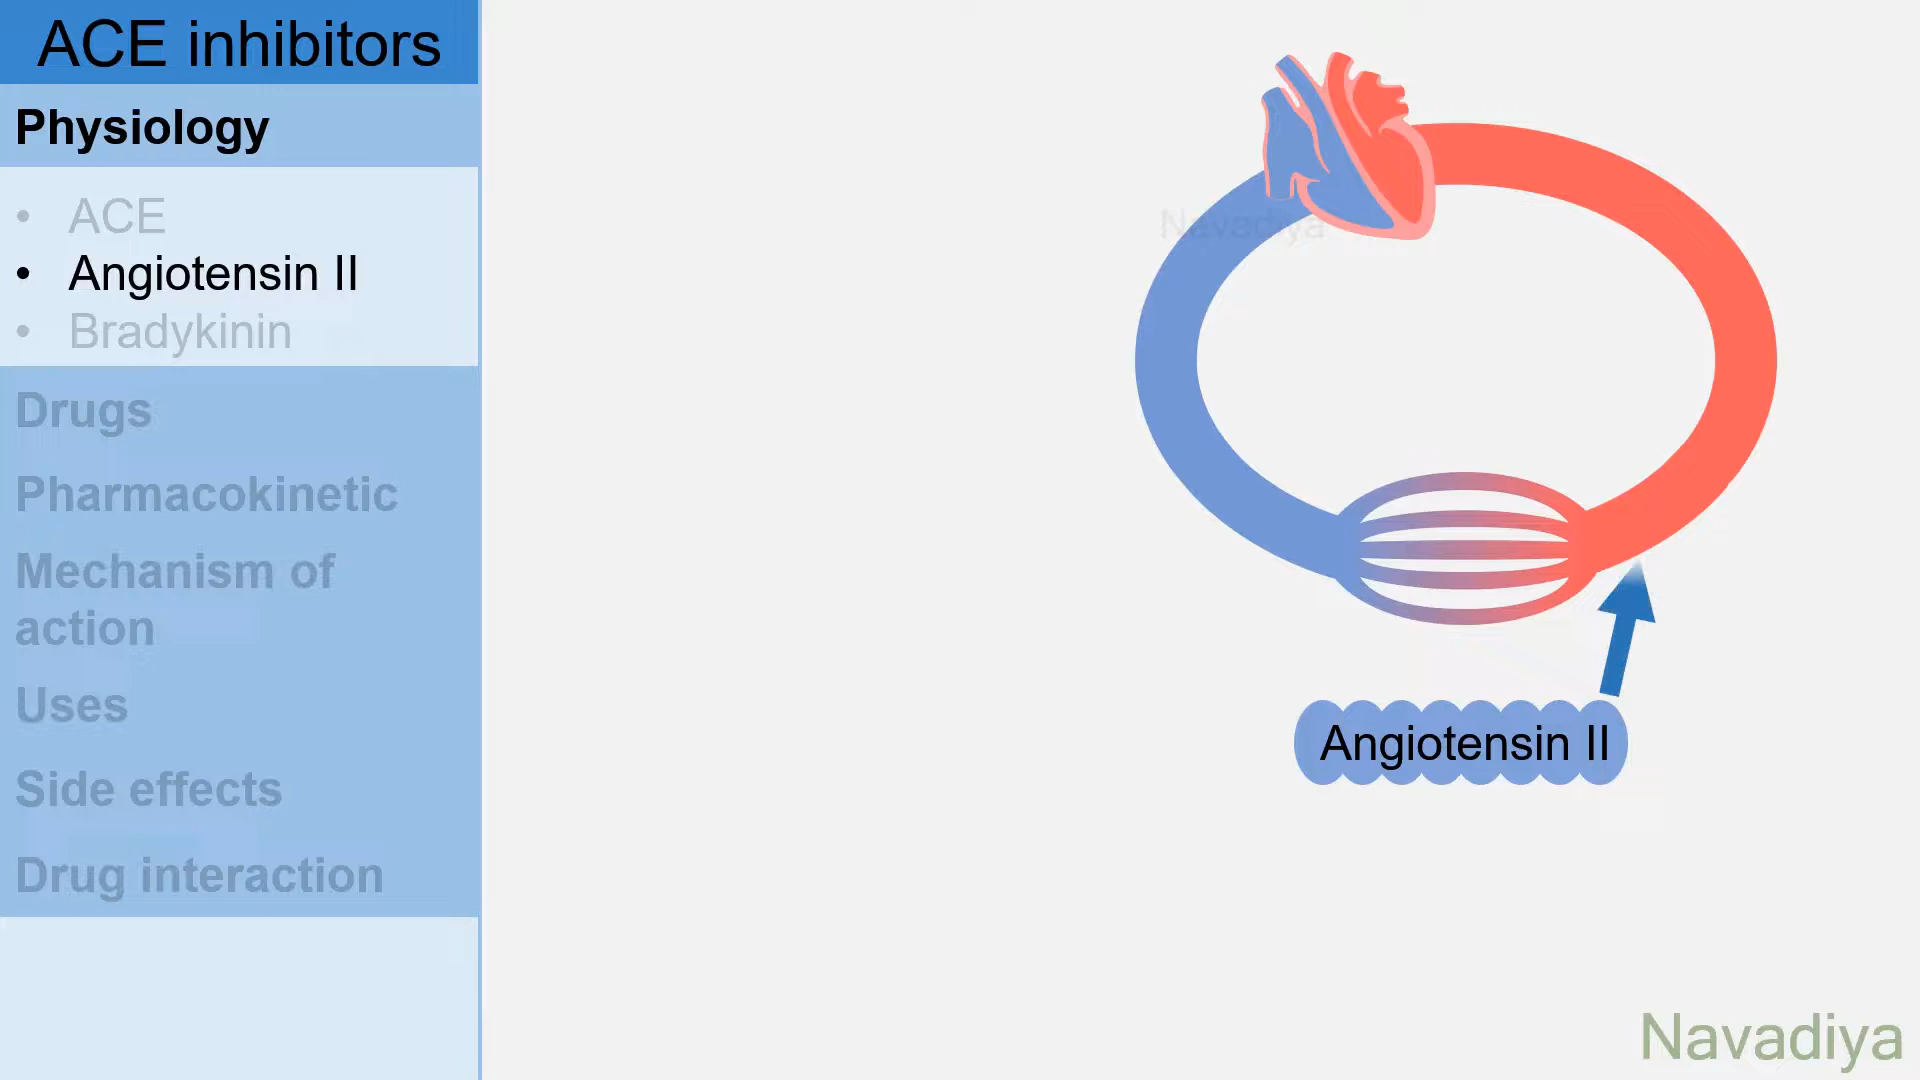 ACE inhibitors
Physiology
• ACE
• Angiotensin II
• Bradykinin
Drugs
Pharmacokinetic
Mechanism of
action
Uses
Side effects
Drug interaction
Navadiya
Angiotensin II
Navadiya